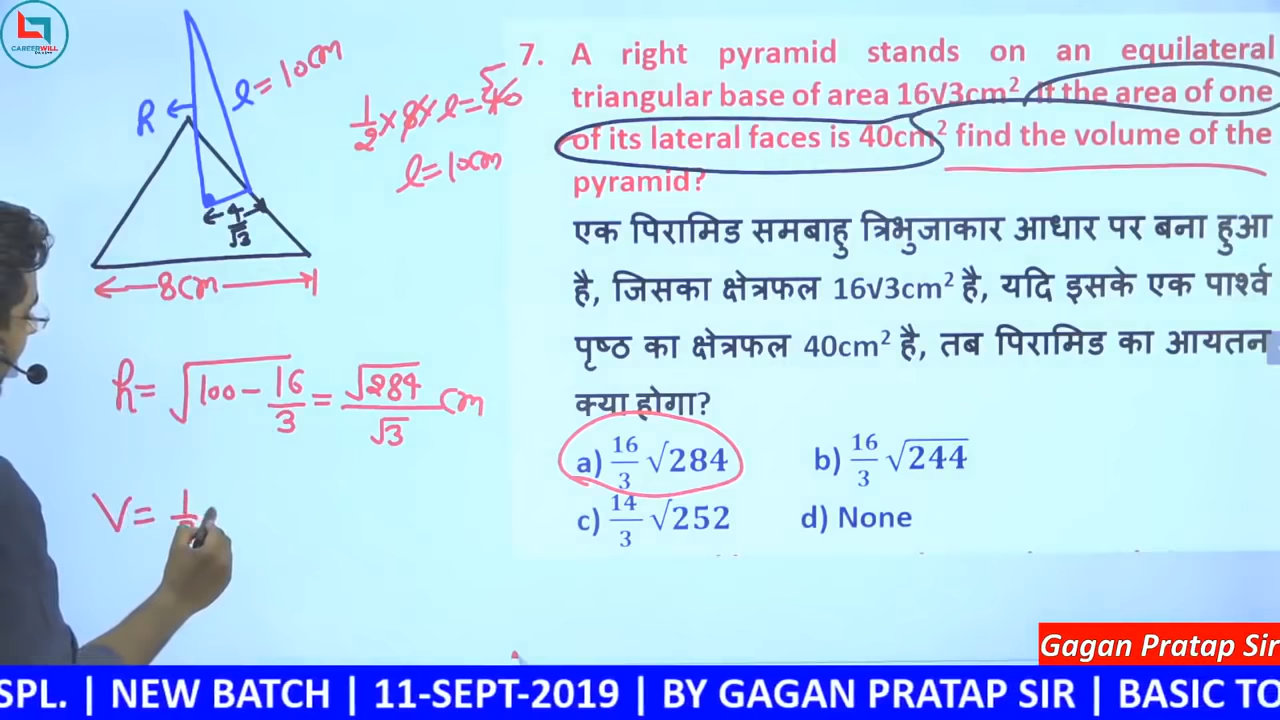 CAREERWILL
l = 10cm
h
4/√3
8cm
1/2 × 8 × l = 40 5
l = 10cm
h = √100 - 16/3 = √284/√3 cm
V = 1/
7. A right pyramid stands on an equilateral
triangular base of area 16√3cm², If the area of one
of its lateral faces is 40cm² find the volume of the
pyramid?
एक पिरामिड समबाहु त्रिभुजाकार आधार पर बना हुआ
है, जिसका क्षेत्रफल 16√3cm² है, यदि इसके एक पार्श्व
पृष्ठ का क्षेत्रफल 40cm² है, तब पिरामिड का आयतन
क्या होगा?
a) 16/3 √284 b) 16/3 √244
c) 14/3 √252 d) None
Gagan Pratap Sir
SPL. | NEW BATCH | 11-SEPT-2019 | BY GAGAN PRATAP SIR | BASIC TO